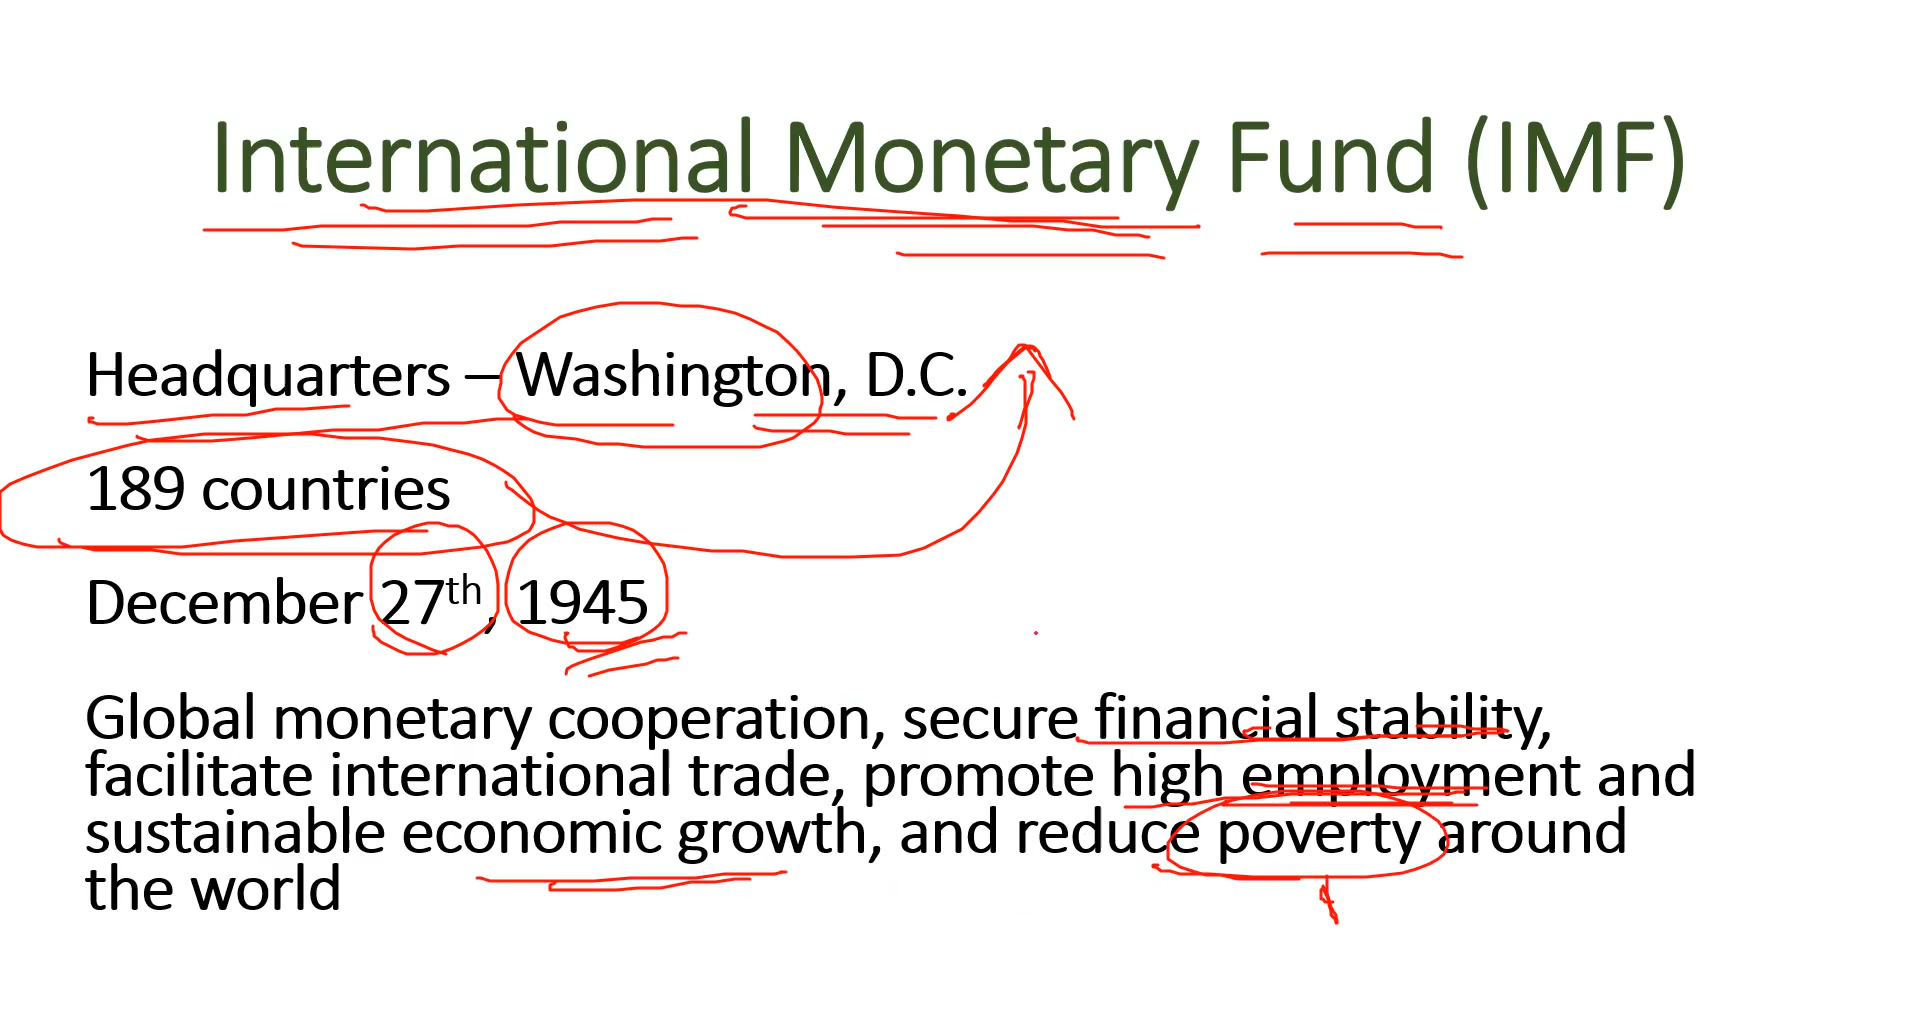 International Monetary Fund (IMF)
Headquarters – Washington, D.C.
189 countries
December 27th, 1945
Global monetary cooperation, secure financial stability,
facilitate international trade, promote high employment and
sustainable economic growth, and reduce poverty around
the world